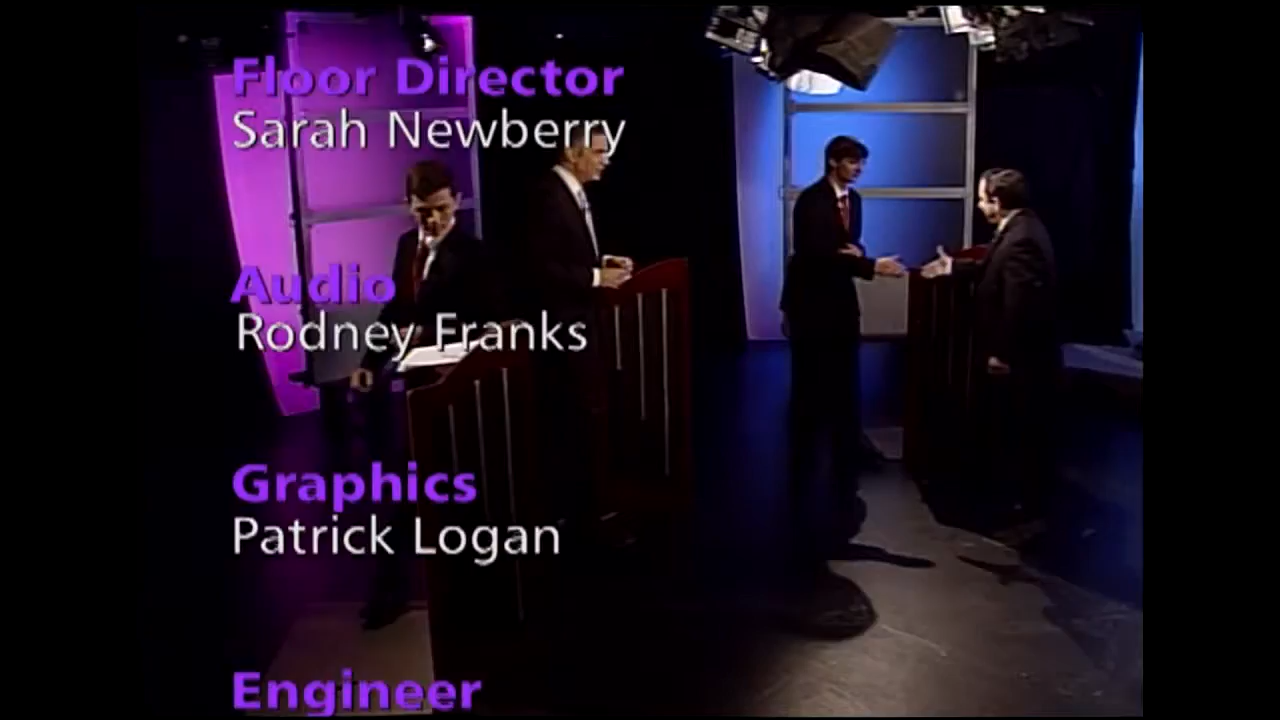 Floor Director
Sarah Newberry
Audio
Rodney Franks
Graphics
Patrick Logan
Engineer